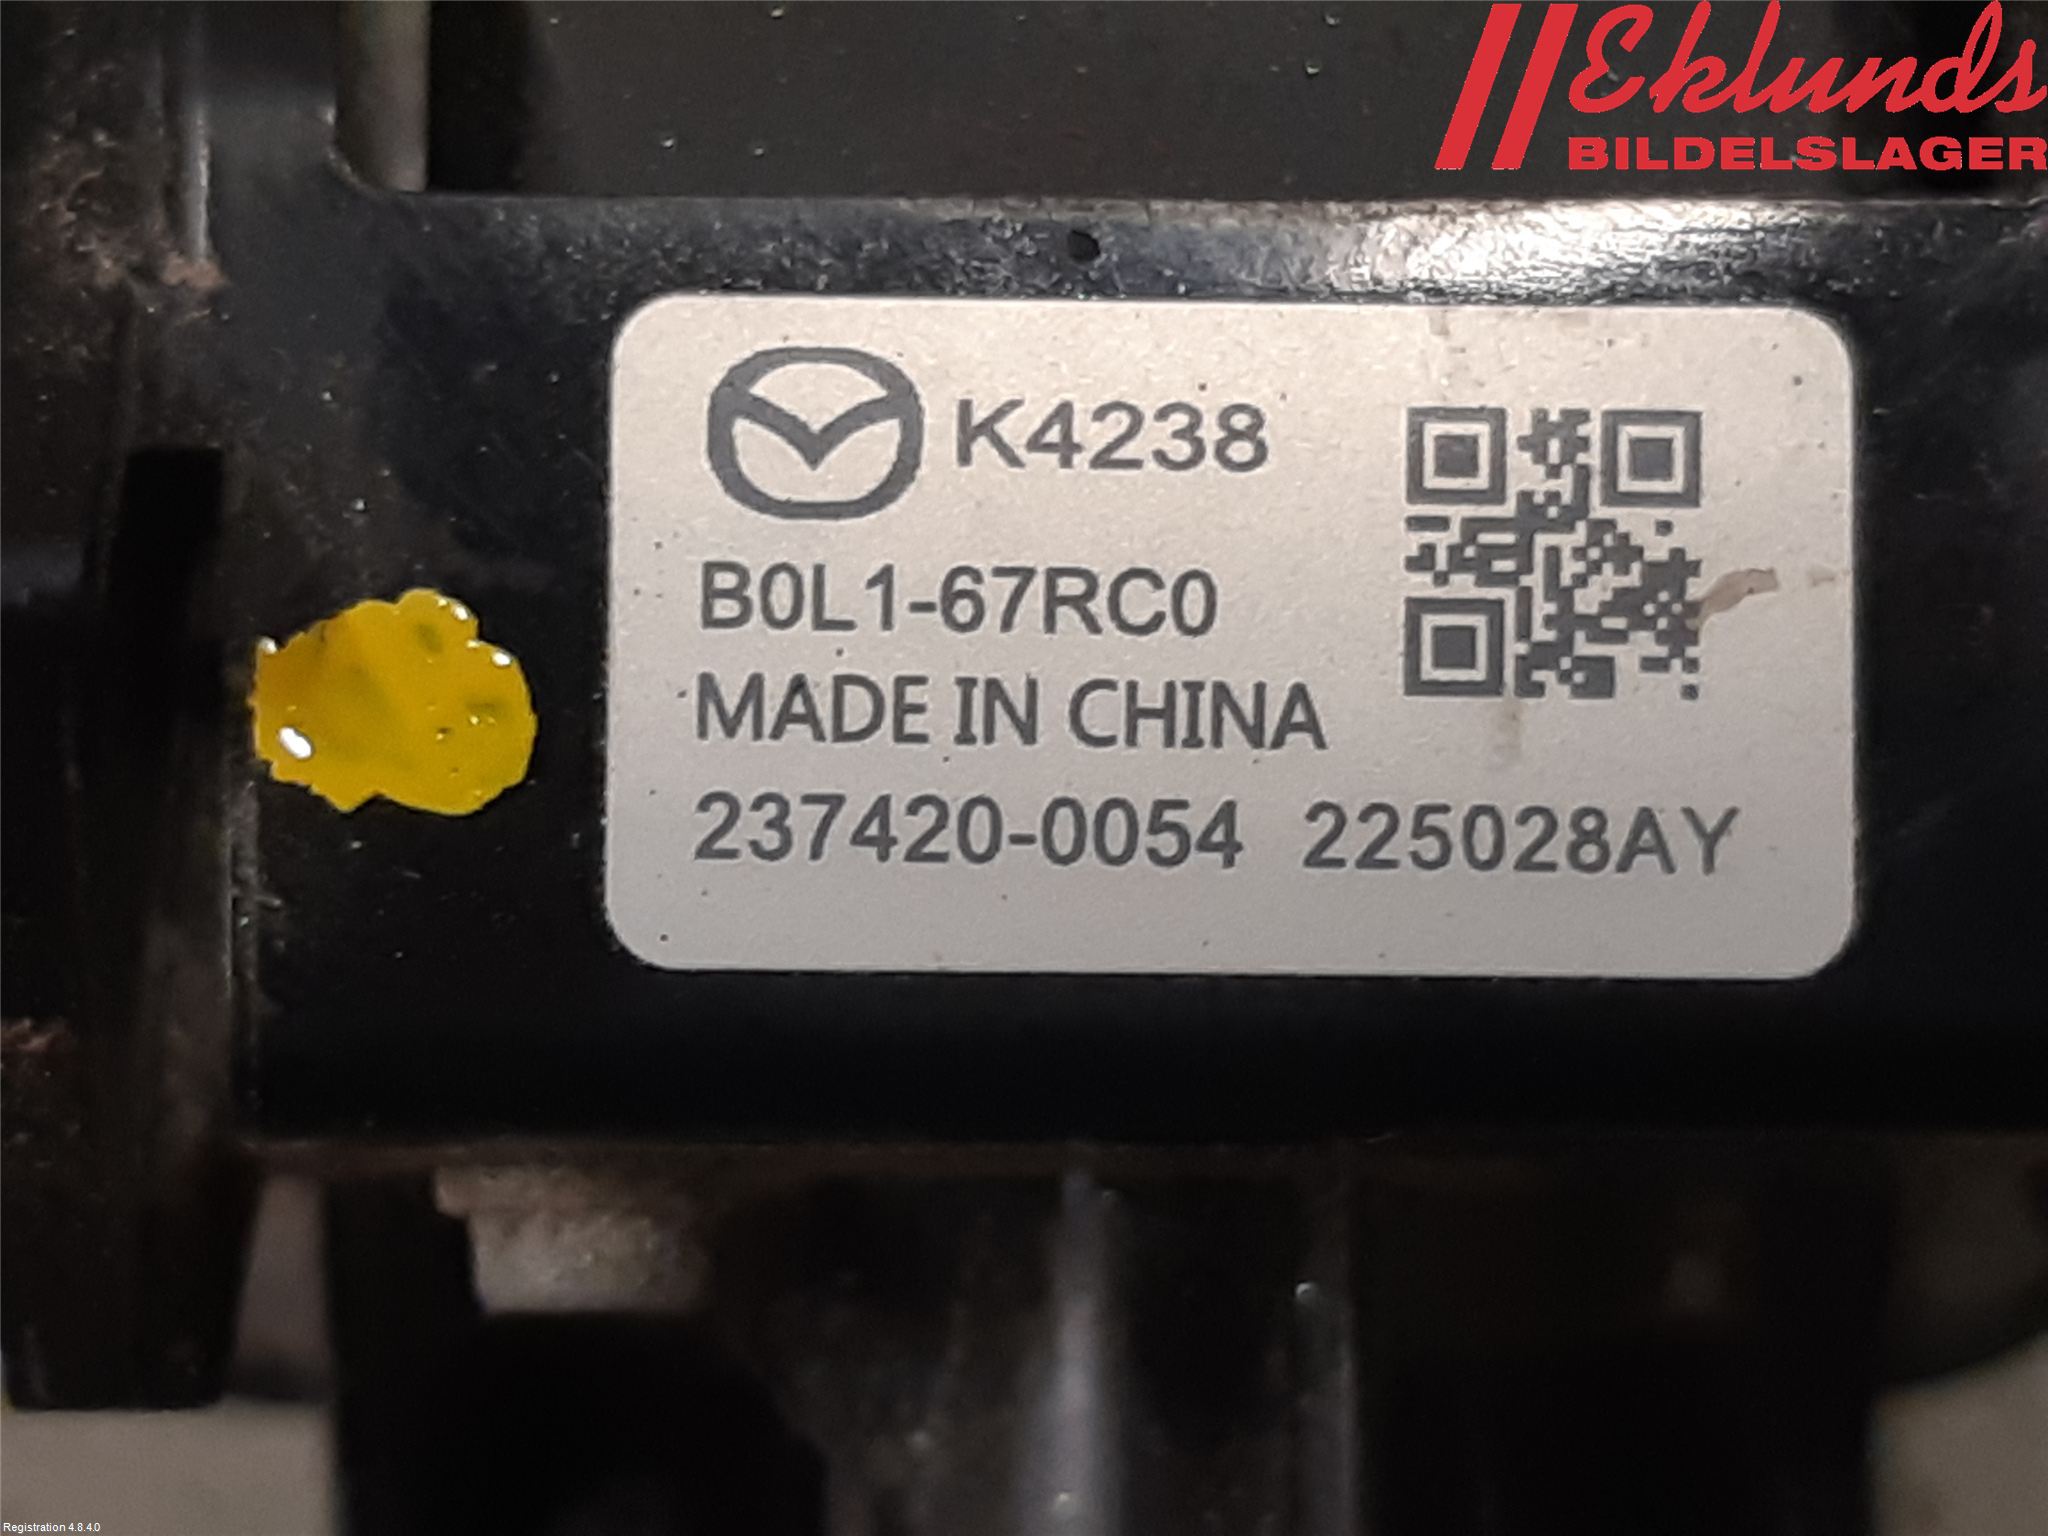 Eklunds
BILDELSLAGER
K4238
B0L1-67RC0
MADE IN CHINA
237420-0054 225028AY
Registration 4.8.4.0